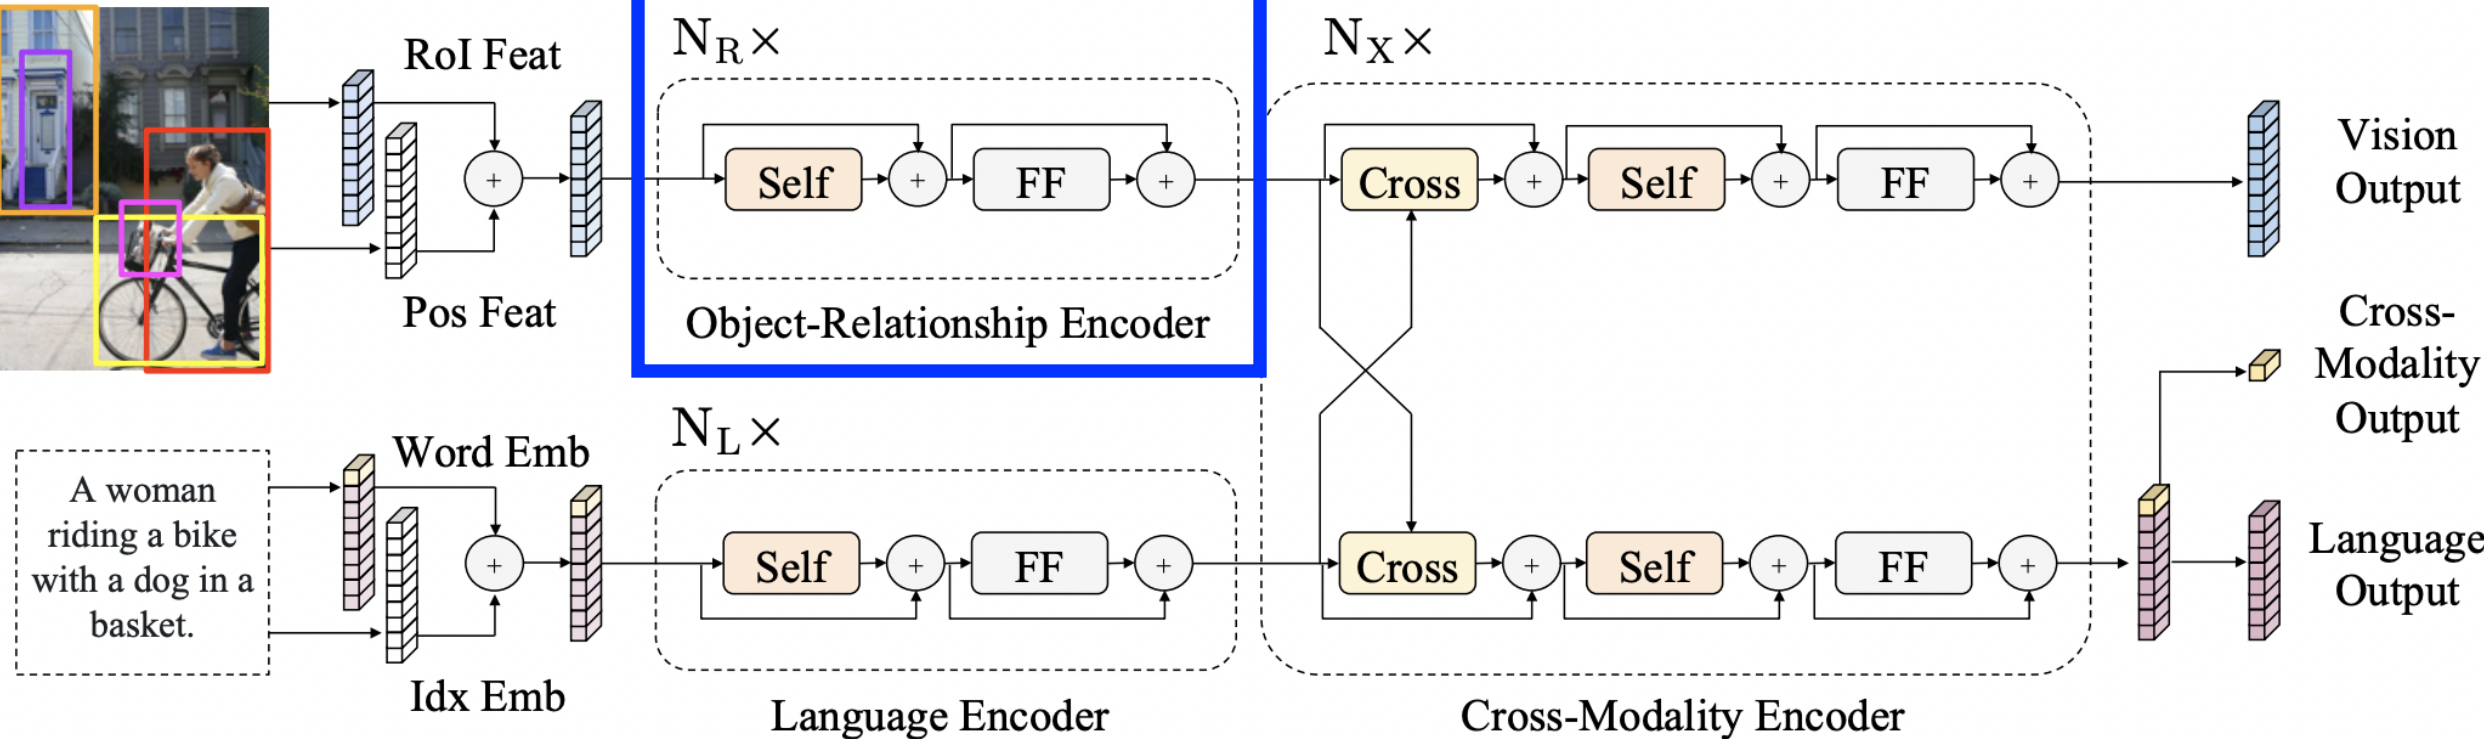 RoI Feat
Pos Feat
N_R ×
Self
+
FF
+
+
Object-Relationship Encoder
N_X ×
Cross
+
Self
+
FF
+
Vision
Output
Cross-
Modality
Output
A woman
riding a bike
with a dog in a
basket.
Word Emb
Idx Emb
+
N_L ×
Self
+
FF
+
Language Encoder
Cross
+
Self
+
FF
+
Cross-Modality Encoder
Language
Output